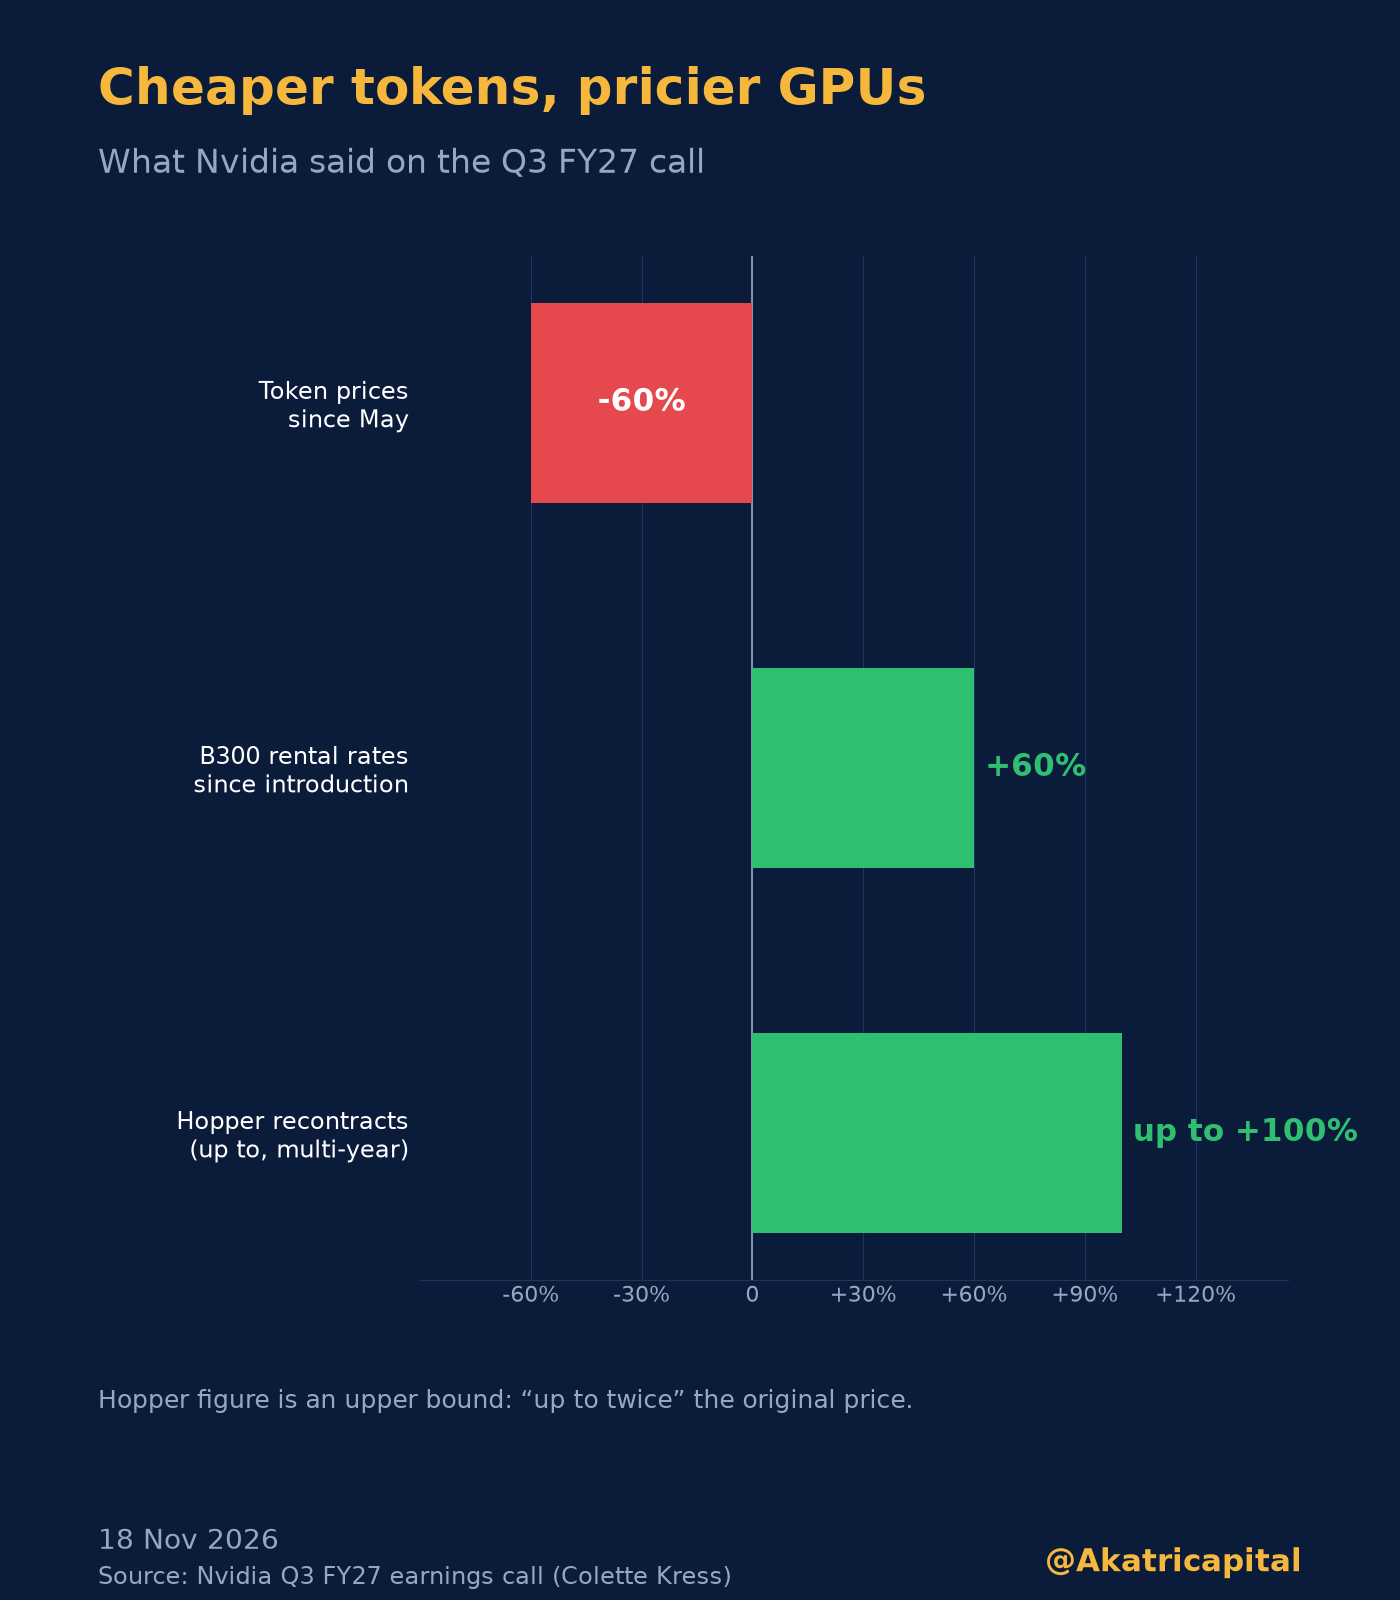 Cheaper tokens, pricier GPUs
What Nvidia said on the Q3 FY27 call
Token prices
since May
-60%
B300 rental rates
since introduction
+60%
Hopper recontracts
(up to, multi-year)
up to +100%
-60% -30% 0 +30% +60% +90% +120%
Hopper figure is an upper bound: “up to twice” the original price.
18 Nov 2026
Source: Nvidia Q3 FY27 earnings call (Colette Kress)
@Akatricapital